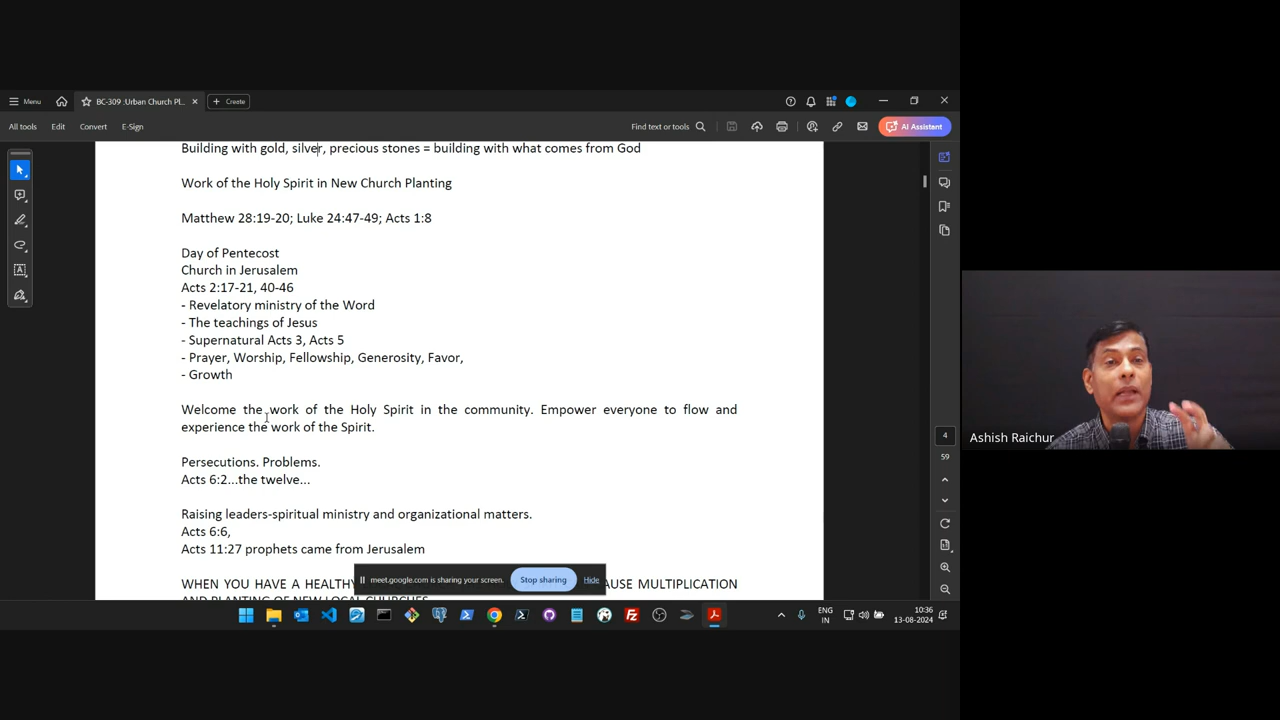 Menu
BC-309 :Urban Church Pl...
Create
All tools Edit Convert E-Sign
Find text or tools
AI Assistant
Building with gold, silver, precious stones = building with what comes from God
Work of the Holy Spirit in New Church Planting
Matthew 28:19-20; Luke 24:47-49; Acts 1:8
Day of Pentecost
Church in Jerusalem
Acts 2:17-21, 40-46
- Revelatory ministry of the Word
- The teachings of Jesus
- Supernatural Acts 3, Acts 5
- Prayer, Worship, Fellowship, Generosity, Favor,
- Growth
Welcome the work of the Holy Spirit in the community. Empower everyone to flow and
experience the work of the Spirit.
Persecutions. Problems.
Acts 6:2...the twelve...
Raising leaders-spiritual ministry and organizational matters.
Acts 6:6,
Acts 11:27 prophets came from Jerusalem
WHEN YOU HAVE A HEALTHY
AUSE MULTIPLICATION
AND PLANTING OF NEW LOCAL CHURCHES
meet.google.com is sharing your screen.
Stop sharing
Hide
4
59
Ashish Raichur
ENG
IN
10:36
13-08-2024